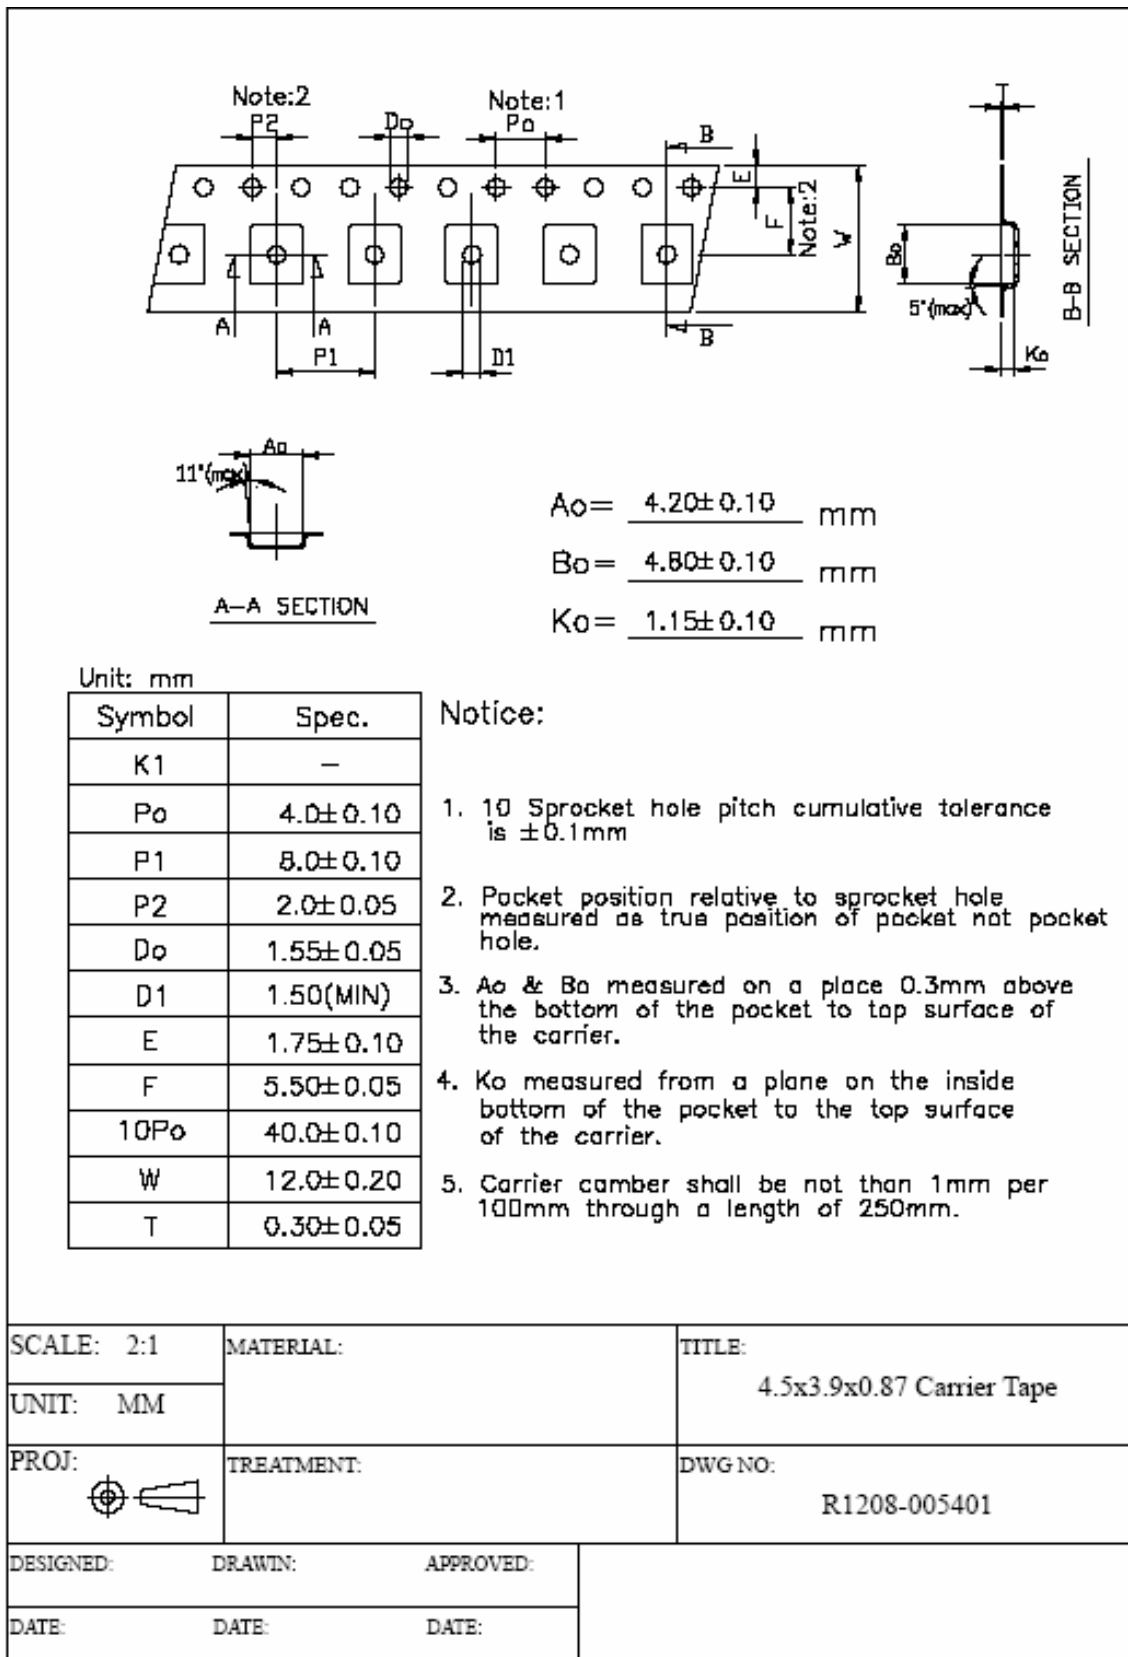 Note:2
Note:1
P2
Do
Po
B
T
E
F
Note:2
W
Bo
5°(max)
B-B SECTION
A
A
P1
D1
B
Ko
Ao
11°(max)
A-A SECTION
Ao= 4.20±0.10 mm
Bo= 4.80±0.10 mm
Ko= 1.15±0.10 mm
Unit: mm
Symbol Spec.
K1 –
Po 4.0±0.10
P1 8.0±0.10
P2 2.0±0.05
Do 1.55±0.05
D1 1.50(MIN)
E 1.75±0.10
F 5.50±0.05
10Po 40.0±0.10
W 12.0±0.20
T 0.30±0.05
Notice:
1. 10 Sprocket hole pitch cumulative tolerance
is ±0.1mm
2. Pocket position relative to sprocket hole
measured as true position of pocket not pocket
hole.
3. Ao & Bo measured on a place 0.3mm above
the bottom of the pocket to top surface of
the carrier.
4. Ko measured from a plane on the inside
bottom of the pocket to the top surface
of the carrier.
5. Carrier camber shall be not than 1mm per
100mm through a length of 250mm.
SCALE: 2:1
UNIT: MM
PROJ:
MATERIAL:
TREATMENT:
TITLE:
4.5x3.9x0.87 Carrier Tape
DWG NO:
R1208-005401
DESIGNED: DRAWIN: APPROVED:
DATE: DATE: DATE: